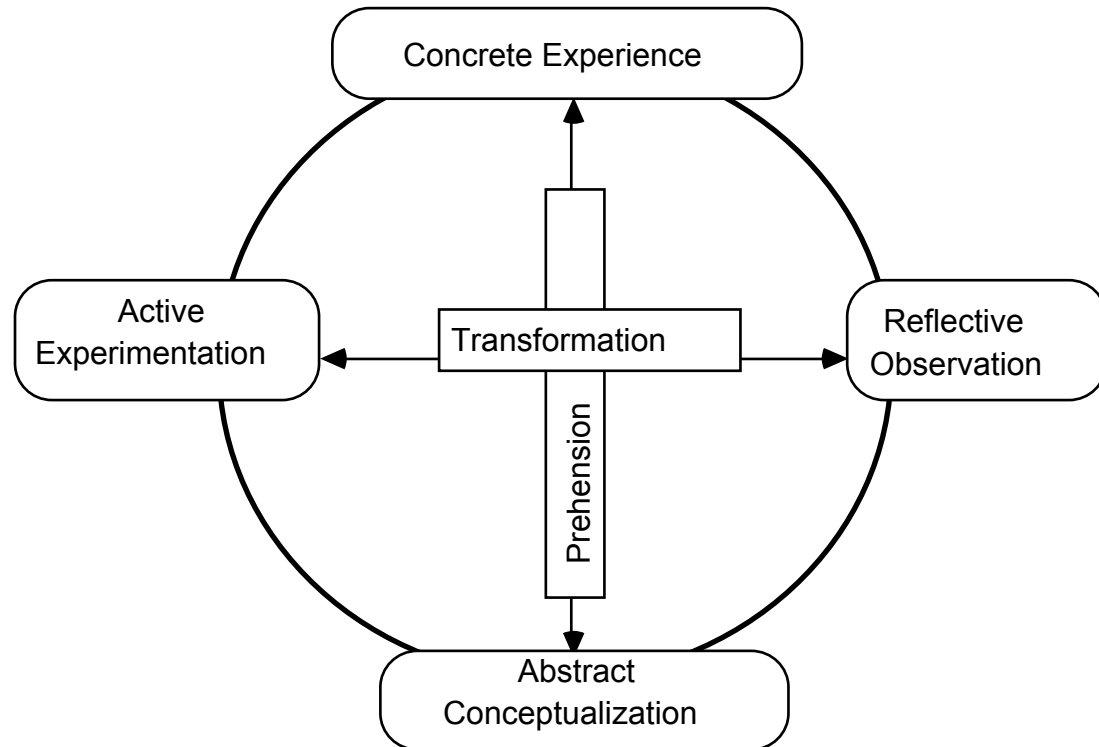 Concrete Experience
Active
Experimentation
Transformation
Reflective
Observation
Prehension
Abstract
Conceptualization